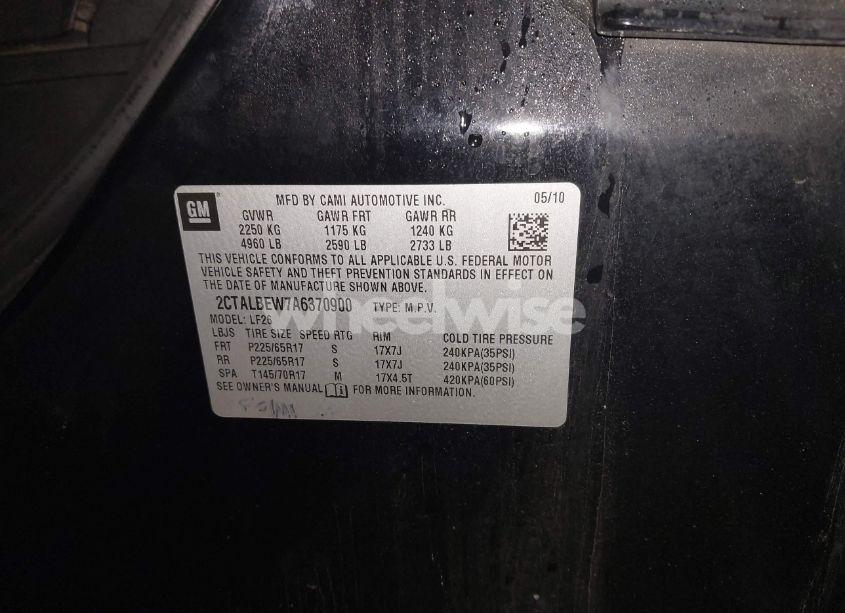 GM
MFD BY CAMI AUTOMOTIVE INC. 05/10
GVWR GAWR FRT GAWR RR
2250 KG 1175 KG 1240 KG
4960 LB 2590 LB 2733 LB
THIS VEHICLE CONFORMS TO ALL APPLICABLE U.S. FEDERAL MOTOR
VEHICLE SAFETY AND THEFT PREVENTION STANDARDS IN EFFECT ON
THE DATE OF MANUFACTURE SHOWN ABOVE.
2CTALBEW7A6370900 TYPE: M.P.V.
wheelwise
MODEL: LF26
LBJS TIRE SIZE SPEED RTG RIM COLD TIRE PRESSURE
FRT P225/65R17 S 17X7J 240KPA(35PSI)
RR P225/65R17 S 17X7J 240KPA(35PSI)
SPA T145/70R17 M 17X4.5T 420KPA(60PSI)
SEE OWNER'S MANUAL FOR MORE INFORMATION.